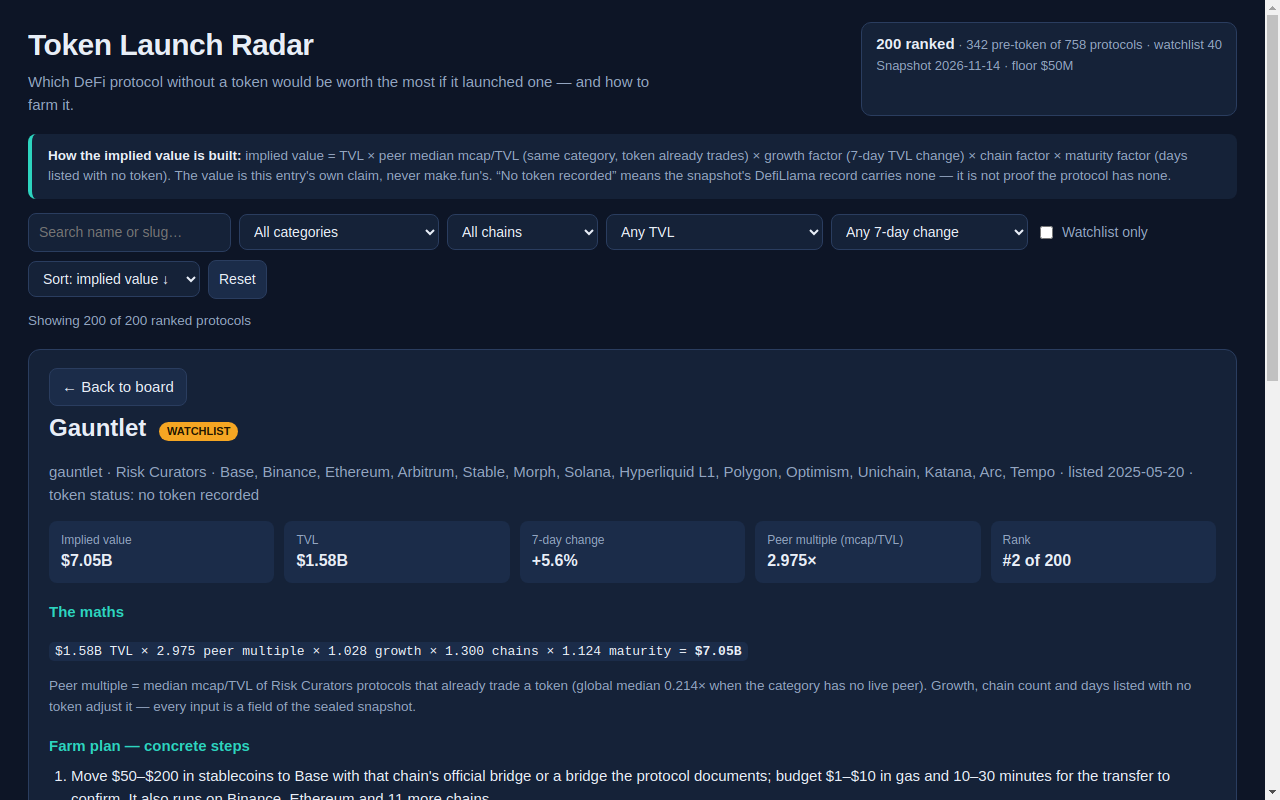 Token Launch Radar
Which DeFi protocol without a token would be worth the most if it launched one — and how to
farm it.
200 ranked · 342 pre-token of 758 protocols · watchlist 40
Snapshot 2026-11-14 · floor $50M
How the implied value is built: implied value = TVL × peer median mcap/TVL (same category, token already trades) × growth factor (7-day TVL change) × chain factor × maturity factor (days
listed with no token). The value is this entry's own claim, never make.fun's. “No token recorded” means the snapshot's DefiLlama record carries none — it is not proof the protocol has none.
Search name or slug…
All categories
All chains
Any TVL
Any 7-day change
Watchlist only
Sort: implied value ↓
Reset
Showing 200 of 200 ranked protocols
← Back to board
Gauntlet WATCHLIST
gauntlet · Risk Curators · Base, Binance, Ethereum, Arbitrum, Stable, Morph, Solana, Hyperliquid L1, Polygon, Optimism, Unichain, Katana, Arc, Tempo · listed 2025-05-20 ·
token status: no token recorded
Implied value
$7.05B
TVL
$1.58B
7-day change
+5.6%
Peer multiple (mcap/TVL)
2.975×
Rank
#2 of 200
The maths
$1.58B TVL × 2.975 peer multiple × 1.028 growth × 1.300 chains × 1.124 maturity = $7.05B
Peer multiple = median mcap/TVL of Risk Curators protocols that already trade a token (global median 0.214× when the category has no live peer). Growth, chain count and days listed with no
token adjust it — every input is a field of the sealed snapshot.
Farm plan — concrete steps
1. Move $50–$200 in stablecoins to Base with that chain's official bridge or a bridge the protocol documents; budget $1–$10 in gas and 10–30 minutes for the transfer to
confirm. It also runs on Binance, Ethereum and 11 more chains.